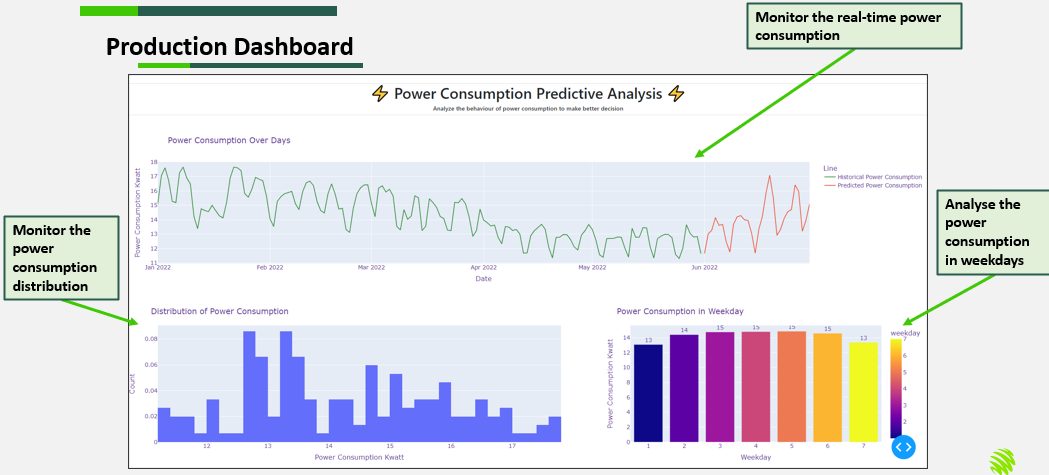 Monitor the real-time power
consumption
Production Dashboard
⚡ Power Consumption Predictive Analysis ⚡
Analyze the behaviour of power consumption to make better decision
Power Consumption Over Days
18
17
16
15
14
13
12
11
Power Consumption Kwatt
Jan 2022 Feb 2022 Mar 2022 Apr 2022 May 2022 Jun 2022
Date
Line
Historical Power Consumption
Predicted Power Consumption
Monitor the
power
consumption
distribution
Analyse the
power
consumption
in weekdays
Distribution of Power Consumption
0.08
0.06
0.04
0.02
0
Count
12 13 14 15 16 17
Power Consumption Kwatt
Power Consumption in Weekday
14
12
10
8
6
4
2
0
Power Consumption Kwatt
13 14 15 15 15 15 13
1 2 3 4 5 6 7
Weekday
weekday
7
6
5
4
3
2